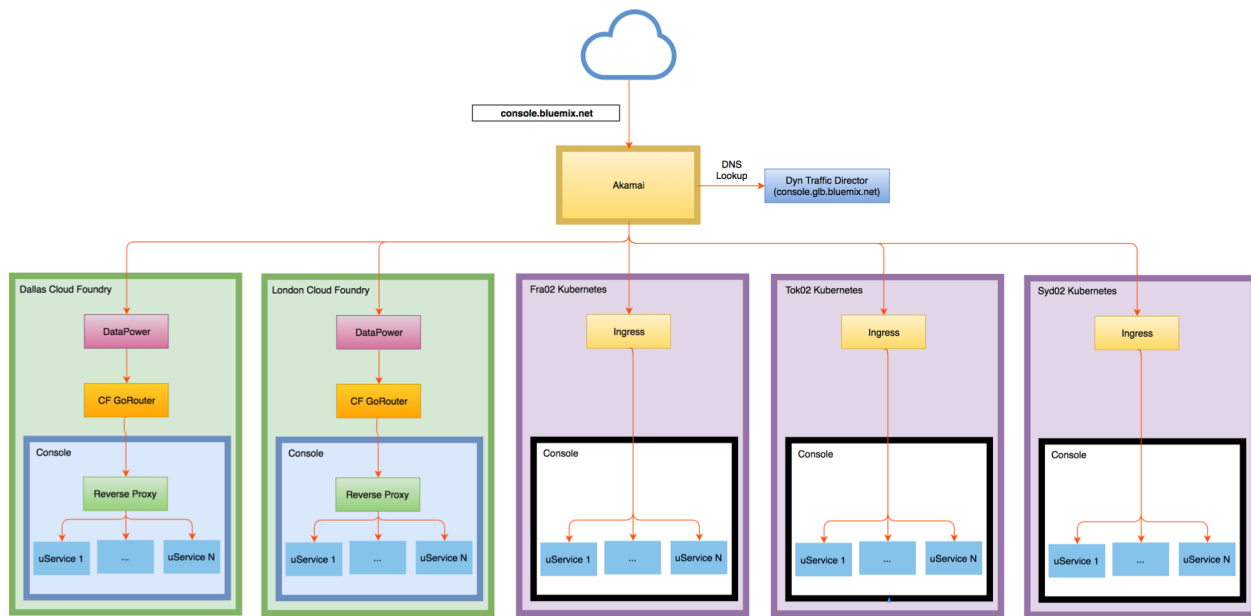 console.bluemix.net
Akamai
DNS
Lookup
Dyn Traffic Director
(console.glb.bluemix.net)
Dallas Cloud Foundry
DataPower
CF GoRouter
Console
Reverse Proxy
uService 1
...
uService N
London Cloud Foundry
DataPower
CF GoRouter
Console
Reverse Proxy
uService 1
...
uService N
Fra02 Kubernetes
Ingress
Console
uService 1
...
uService N
Tok02 Kubernetes
Ingress
Console
uService 1
...
uService N
Syd02 Kubernetes
Ingress
Console
uService 1
...
uService N